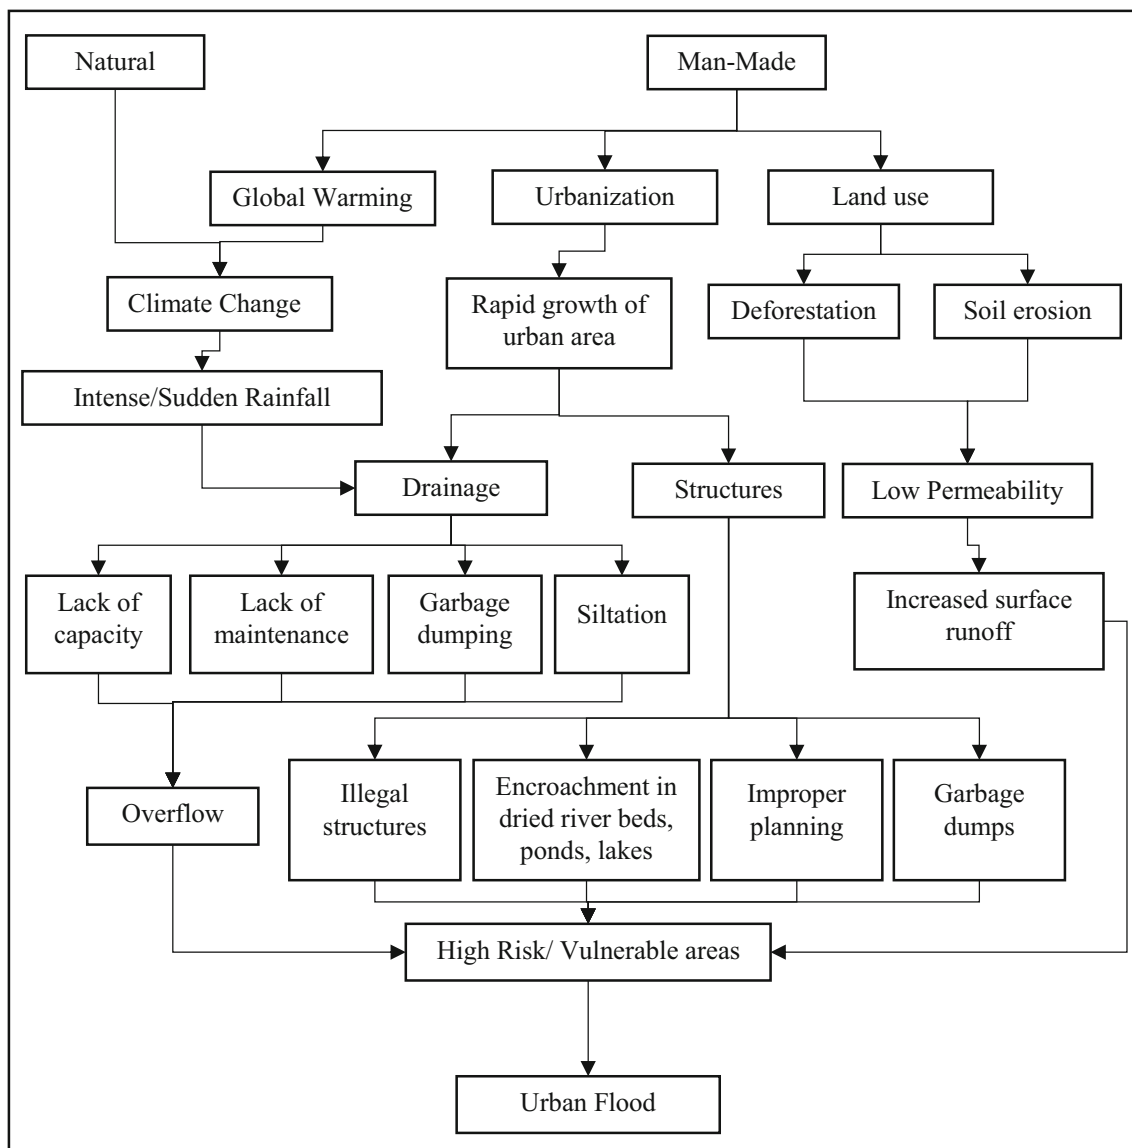 Natural
Man-Made
Global Warming
Urbanization
Land use
Climate Change
Rapid growth of
urban area
Deforestation
Soil erosion
Intense/Sudden Rainfall
Drainage
Structures
Low Permeability
Lack of
capacity
Lack of
maintenance
Garbage
dumping
Siltation
Increased surface
runoff
Overflow
Illegal
structures
Encroachment in
dried river beds,
ponds, lakes
Improper
planning
Garbage
dumps
High Risk/ Vulnerable areas
Urban Flood